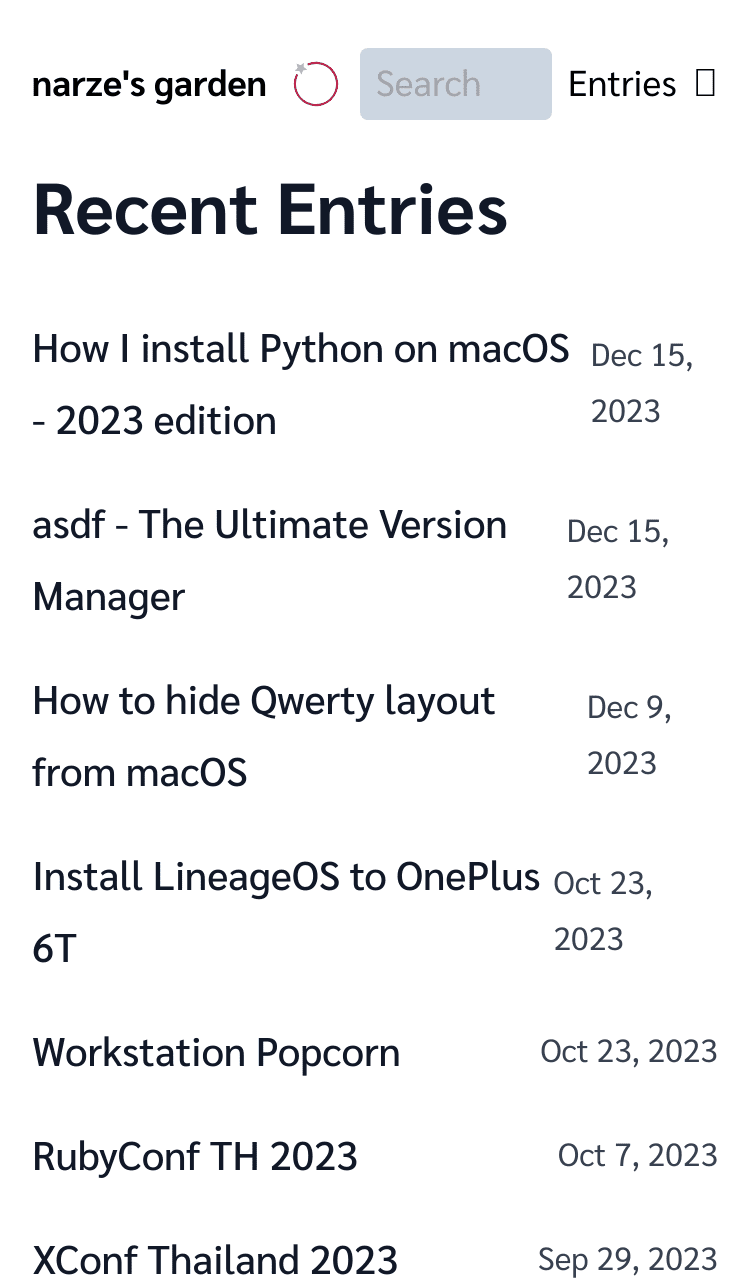 narze's garden Search Entries
Recent Entries
How I install Python on macOS Dec 15,
- 2023 edition 2023
asdf - The Ultimate Version Dec 15,
Manager 2023
How to hide Qwerty layout Dec 9,
from macOS 2023
Install LineageOS to OnePlus Oct 23,
6T 2023
Workstation Popcorn Oct 23, 2023
RubyConf TH 2023 Oct 7, 2023
XConf Thailand 2023 Sep 29, 2023